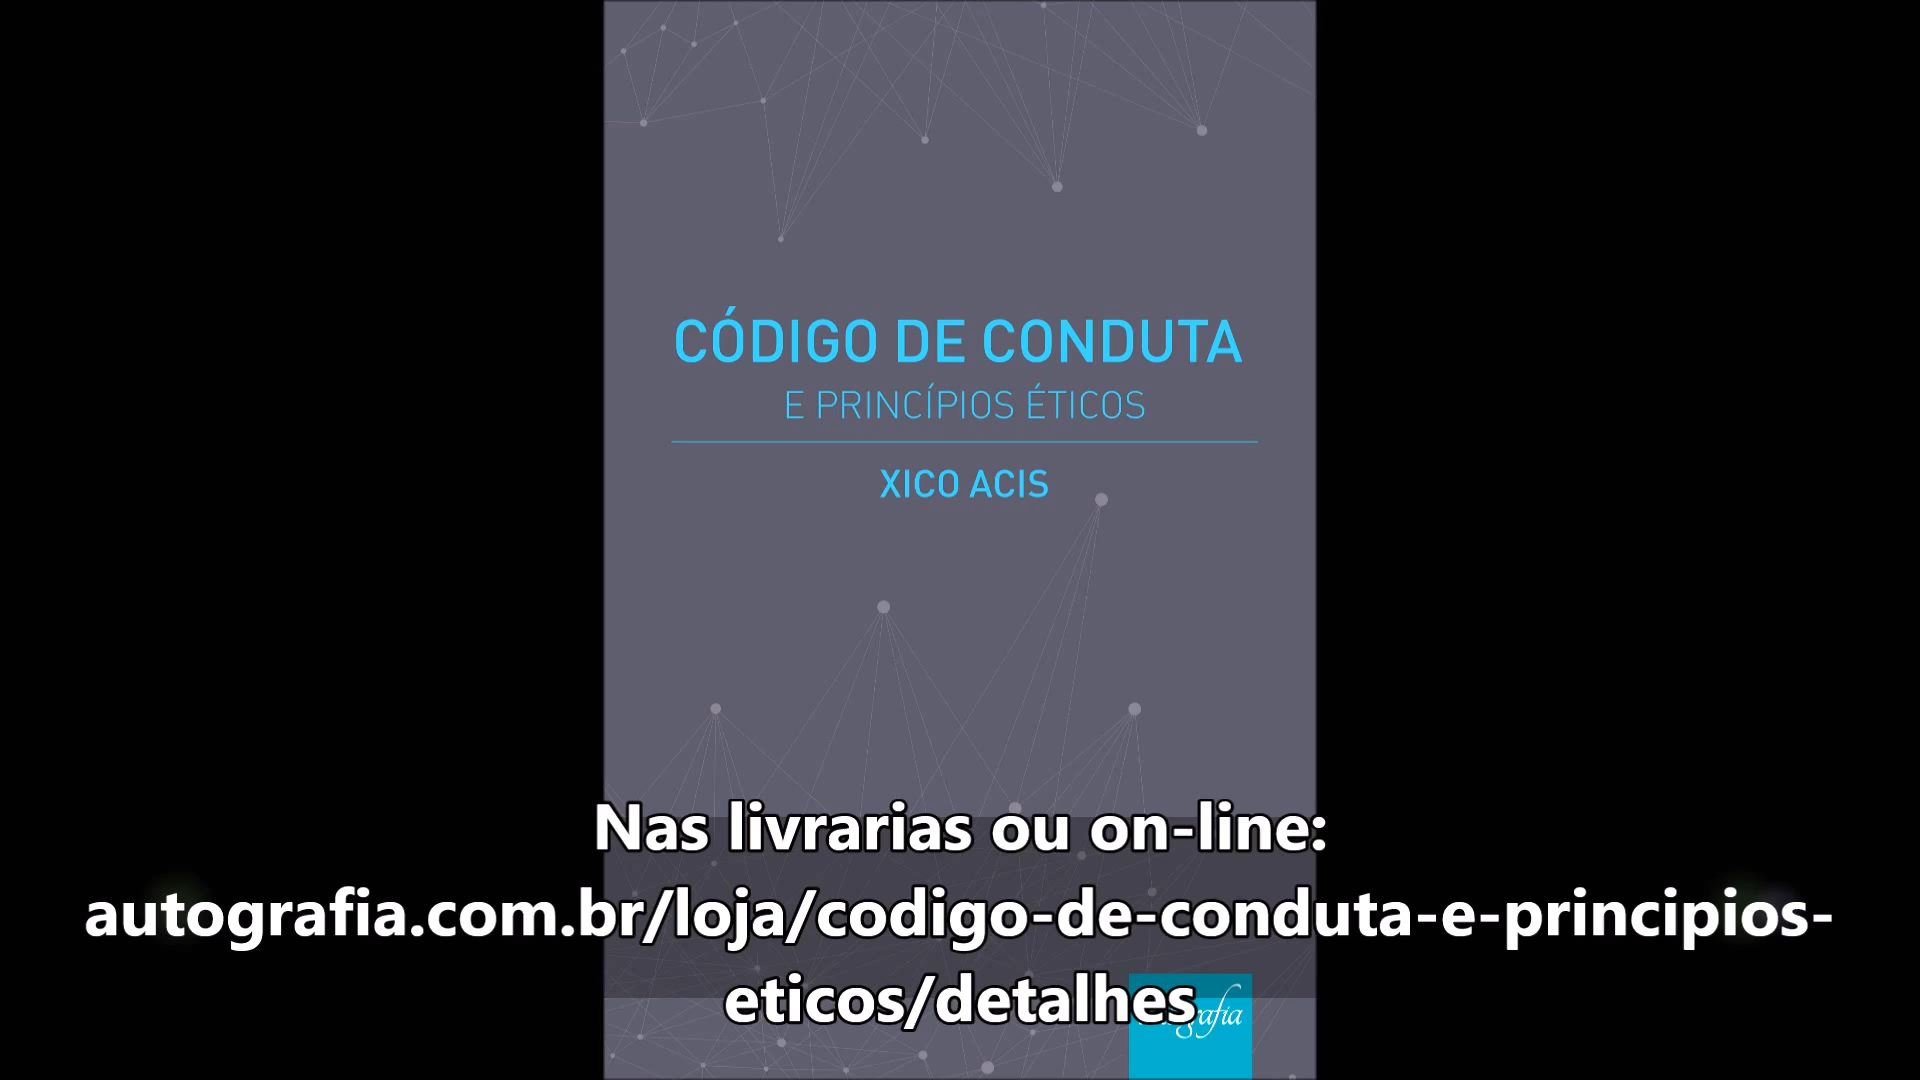 CÓDIGO DE CONDUTA
E PRINCÍPIOS ÉTICOS
XICO ACIS
Nas livrarias ou on-line:
autografia.com.br/loja/codigo-de-conduta-e-principios-
eticos/detalhes